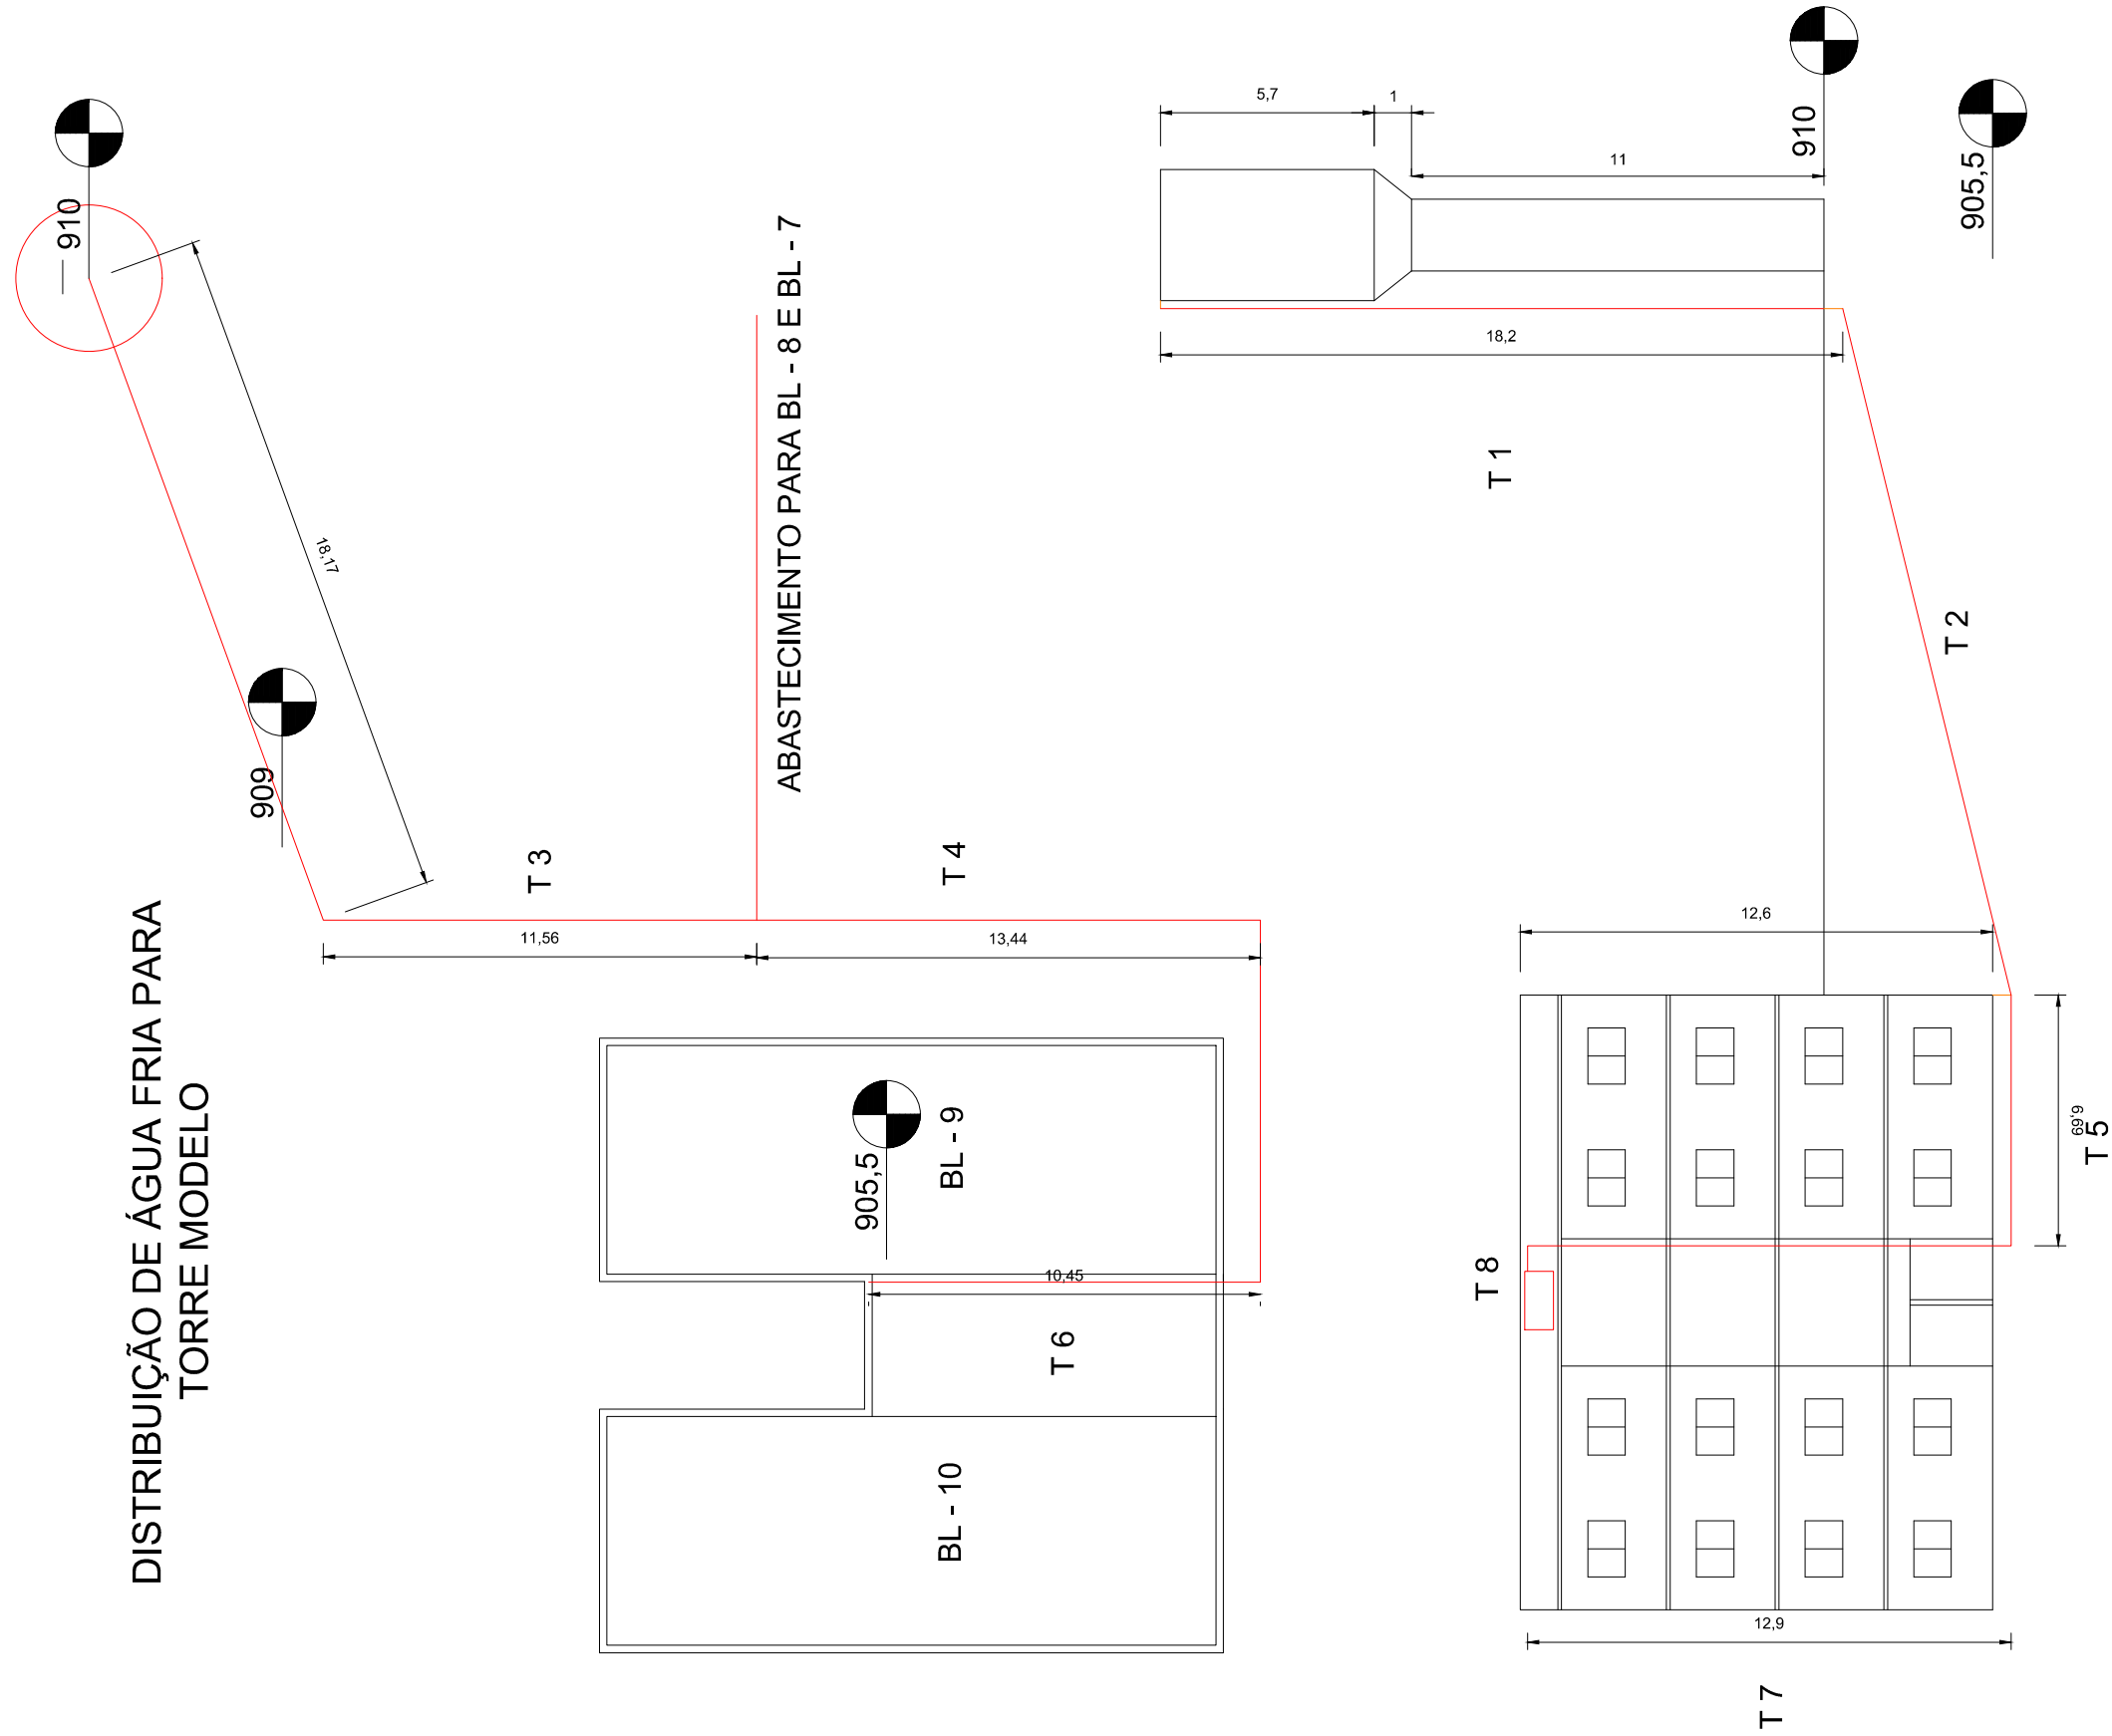 DISTRIBUIÇÃO DE ÁGUA FRIA PARA
TORRE MODELO
910
18,17
909
T 3
11,56
ABASTECIMENTO PARA BL - 8 E BL - 7
T 4
13,44
905,5
BL - 9
10,45
T 6
BL - 10
5,7
1
11
910
905,5
18,2
T 1
T 2
12,6
6,69
T 5
T 8
12,9
T 7